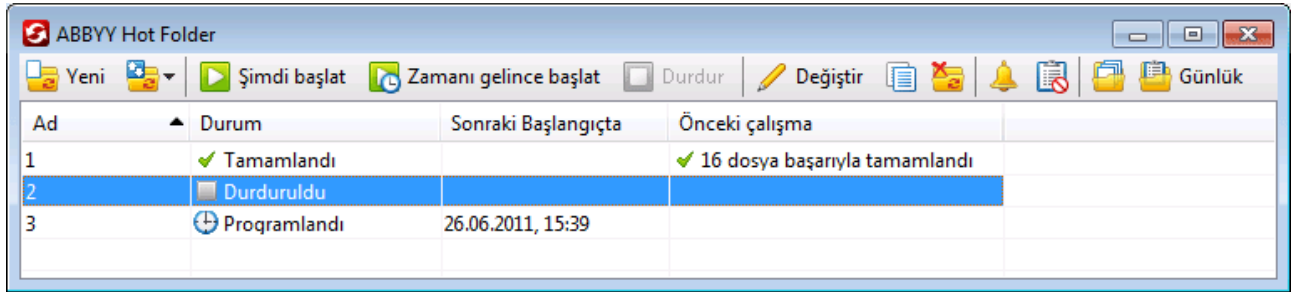 ABBYY Hot Folder
Yeni Şimdi başlat Zamanı gelince başlat Durdur Değiştir Günlük
Ad Durum Sonraki Başlangıçta Önceki çalışma
1 Tamamlandı 16 dosya başarıyla tamamlandı
2 Durduruldu
3 Programlandı 26.06.2011, 15:39